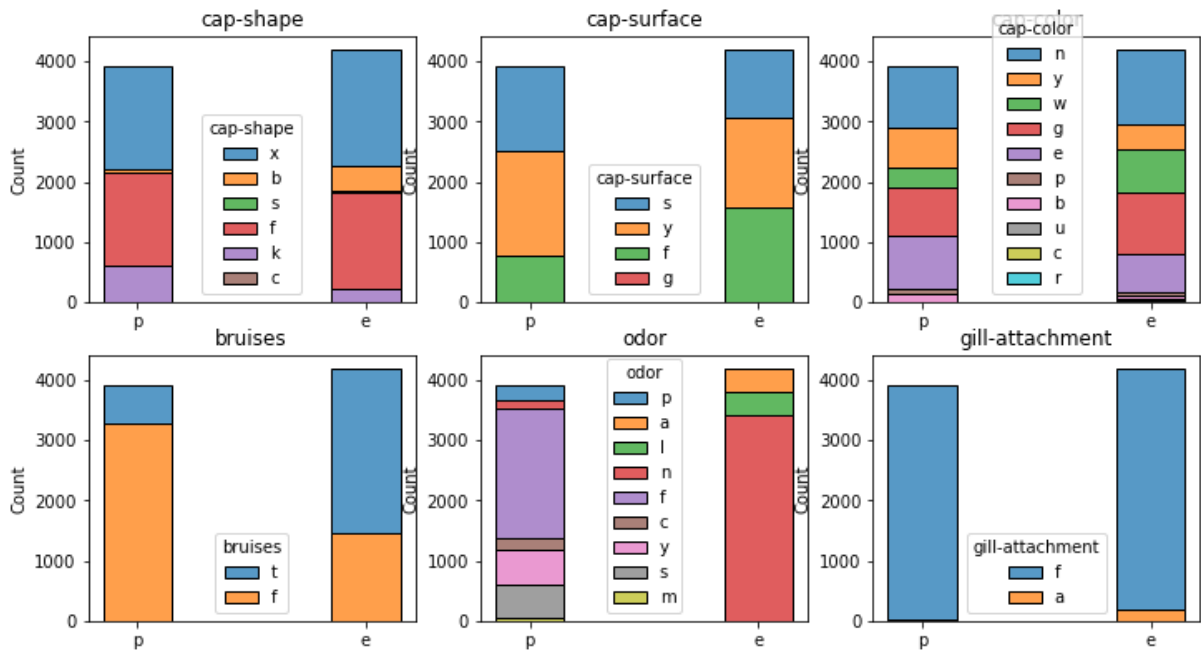 cap-shape
4000
3000
2000
1000
0
Count
cap-shape
x
b
s
f
k
c
p
e
cap-surface
4000
3000
2000
1000
0
Count
cap-surface
s
y
f
g
p
e
cap-color
4000
3000
2000
1000
0
Count
cap-color
n
y
w
g
e
p
b
u
c
r
p
e
bruises
4000
3000
2000
1000
0
Count
bruises
t
f
p
e
odor
4000
3000
2000
1000
0
Count
odor
p
a
l
n
f
c
y
s
m
p
e
gill-attachment
4000
3000
2000
1000
0
Count
gill-attachment
f
a
p
e